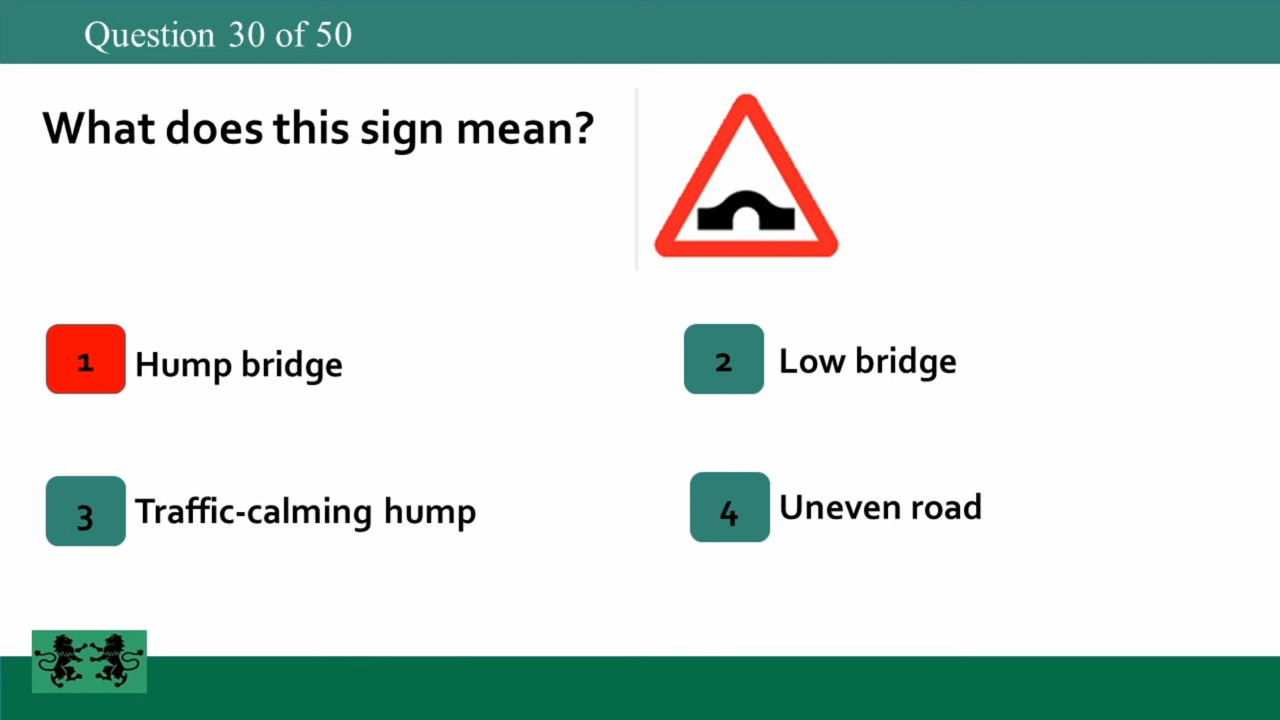 Question 30 of 50
What does this sign mean?
1 Hump bridge
2 Low bridge
3 Traffic-calming hump
4 Uneven road